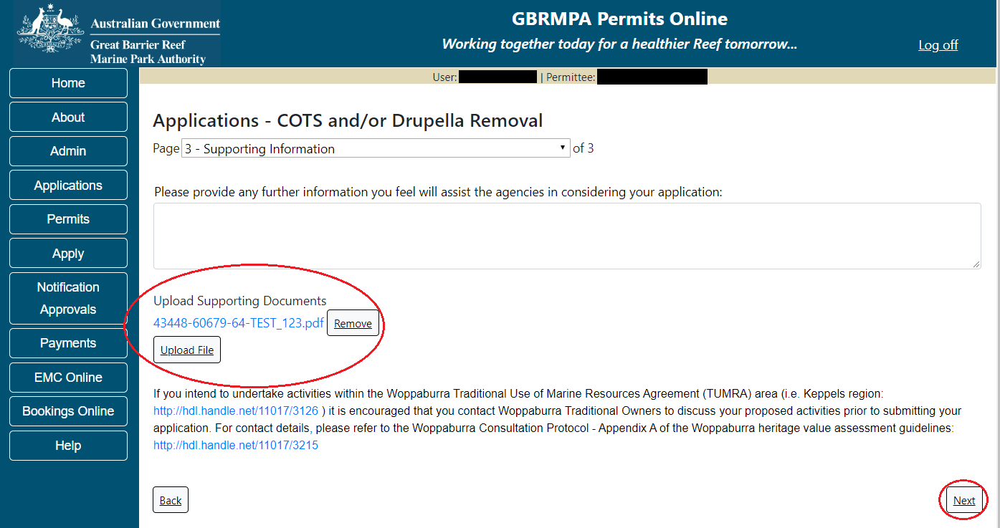 Australian Government
Great Barrier Reef
Marine Park Authority
GBRMPA Permits Online
Working together today for a healthier Reef tomorrow...
Log off
Home
About
Admin
Applications
Permits
Apply
Notification
Approvals
Payments
EMC Online
Bookings Online
Help
User: | Permittee:
Applications - COTS and/or Drupella Removal
Page 3 - Supporting Information of 3
Please provide any further information you feel will assist the agencies in considering your application:
Upload Supporting Documents
43448-60679-64-TEST_123.pdf Remove
Upload File
If you intend to undertake activities within the Woppaburra Traditional Use of Marine Resources Agreement (TUMRA) area (i.e. Keppels region:
http://hdl.handle.net/11017/3126 ) it is encouraged that you contact Woppaburra Traditional Owners to discuss your proposed activities prior to submitting your
application. For contact details, please refer to the Woppaburra Consultation Protocol - Appendix A of the Woppaburra heritage value assessment guidelines:
http://hdl.handle.net/11017/3215
Back
Next